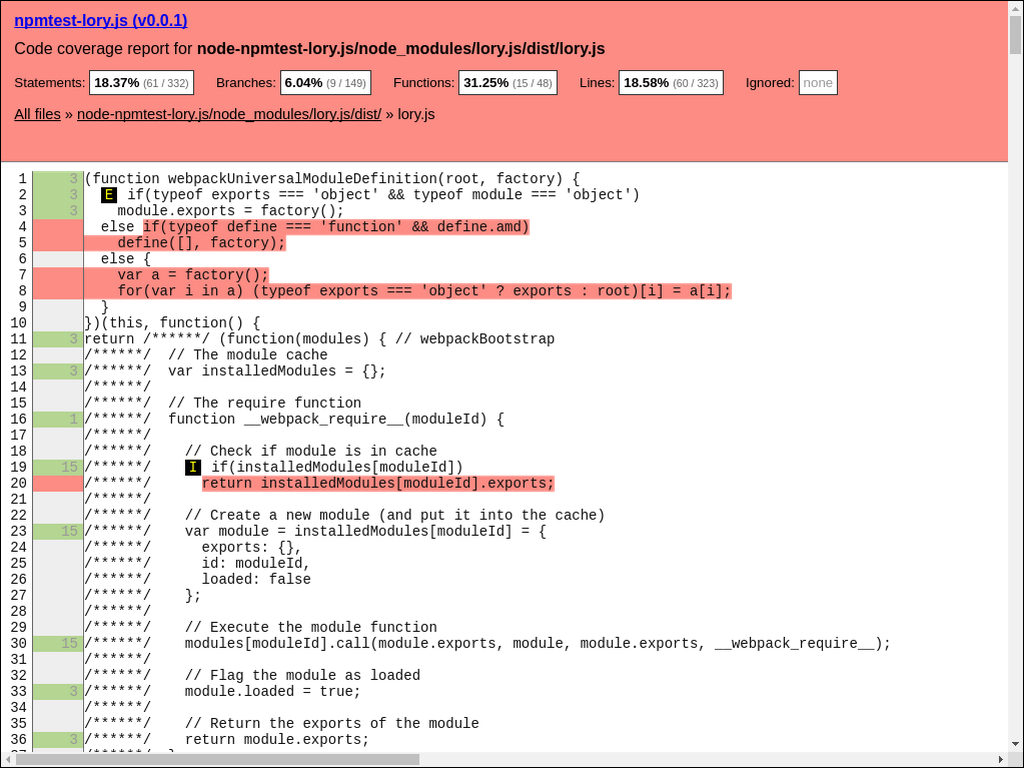 npmtest-lory.js (v0.0.1)
Code coverage report for node-npmtest-lory.js/node_modules/lory.js/dist/lory.js
Statements: 18.37% (61 / 332) Branches: 6.04% (9 / 149) Functions: 31.25% (15 / 48) Lines: 18.58% (60 / 323) Ignored: none
All files » node-npmtest-lory.js/node_modules/lory.js/dist/ » lory.js
1 3 (function webpackUniversalModuleDefinition(root, factory) {
2 3 E if(typeof exports === 'object' && typeof module === 'object')
3 3 module.exports = factory();
4 else if(typeof define === 'function' && define.amd)
5 define([], factory);
6 else {
7 var a = factory();
8 for(var i in a) (typeof exports === 'object' ? exports : root)[i] = a[i];
9 }
10 })(this, function() {
11 3 return /******/ (function(modules) { // webpackBootstrap
12 /******/ // The module cache
13 3 /******/ var installedModules = {};
14 /******/
15 /******/ // The require function
16 1 /******/ function __webpack_require__(moduleId) {
17 /******/
18 /******/ // Check if module is in cache
19 15 /******/ I if(installedModules[moduleId])
20 /******/ return installedModules[moduleId].exports;
21 /******/
22 /******/ // Create a new module (and put it into the cache)
23 15 /******/ var module = installedModules[moduleId] = {
24 /******/ exports: {},
25 /******/ id: moduleId,
26 /******/ loaded: false
27 /******/ };
28 /******/
29 /******/ // Execute the module function
30 15 /******/ modules[moduleId].call(module.exports, module, module.exports, __webpack_require__);
31 /******/
32 /******/ // Flag the module as loaded
33 3 /******/ module.loaded = true;
34 /******/
35 /******/ // Return the exports of the module
36 3 /******/ return module.exports;